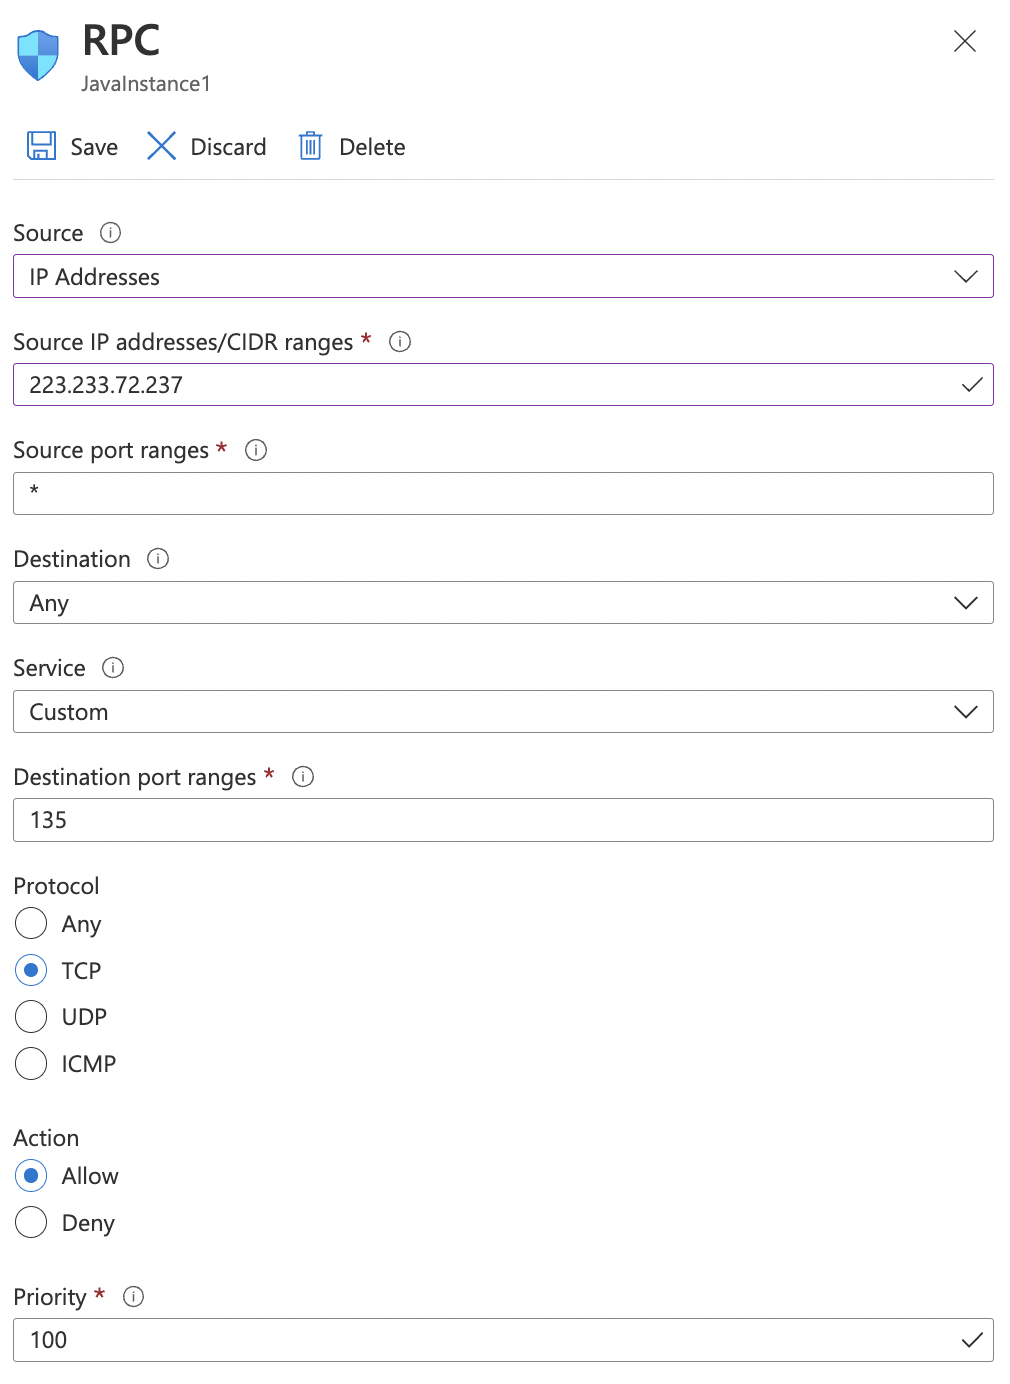 RPC
JavaInstance1
Save Discard Delete
Source
IP Addresses
Source IP addresses/CIDR ranges *
223.233.72.237
Source port ranges *
*
Destination
Any
Service
Custom
Destination port ranges *
135
Protocol
Any
TCP
UDP
ICMP
Action
Allow
Deny
Priority *
100